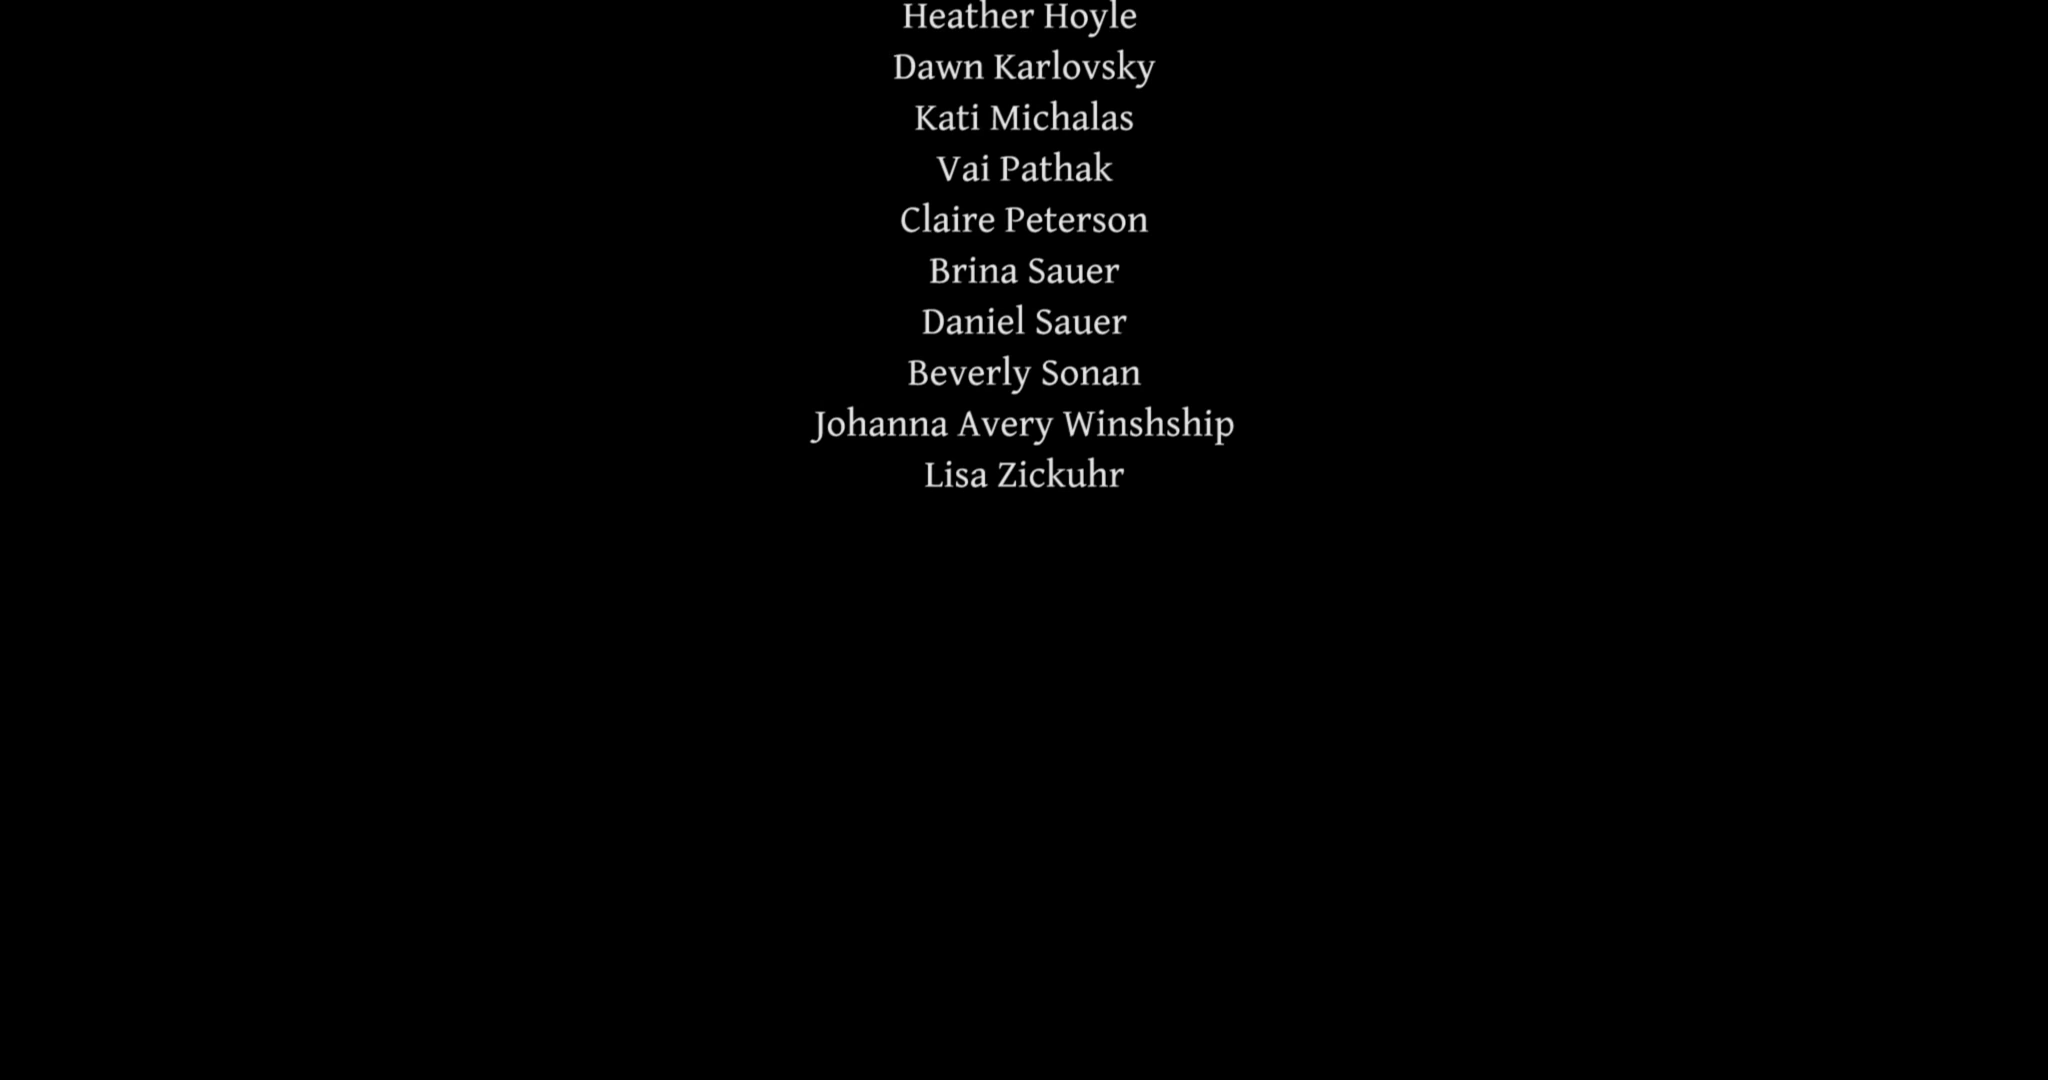 Heather Hoyle
Dawn Karlovsky
Kati Michalas
Vai Pathak
Claire Peterson
Brina Sauer
Daniel Sauer
Beverly Sonan
Johanna Avery Winshship
Lisa Zickuhr